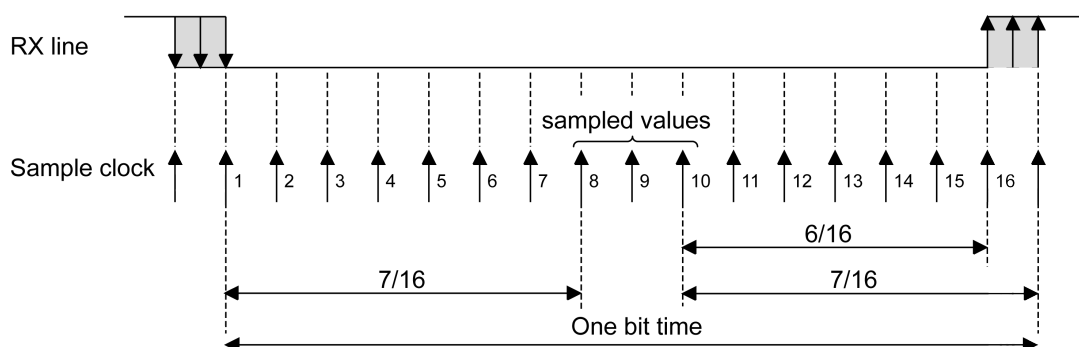 RX line
sampled values
Sample clock
1 2 3 4 5 6 7 8 9 10 11 12 13 14 15 16
6/16
7/16 7/16
One bit time